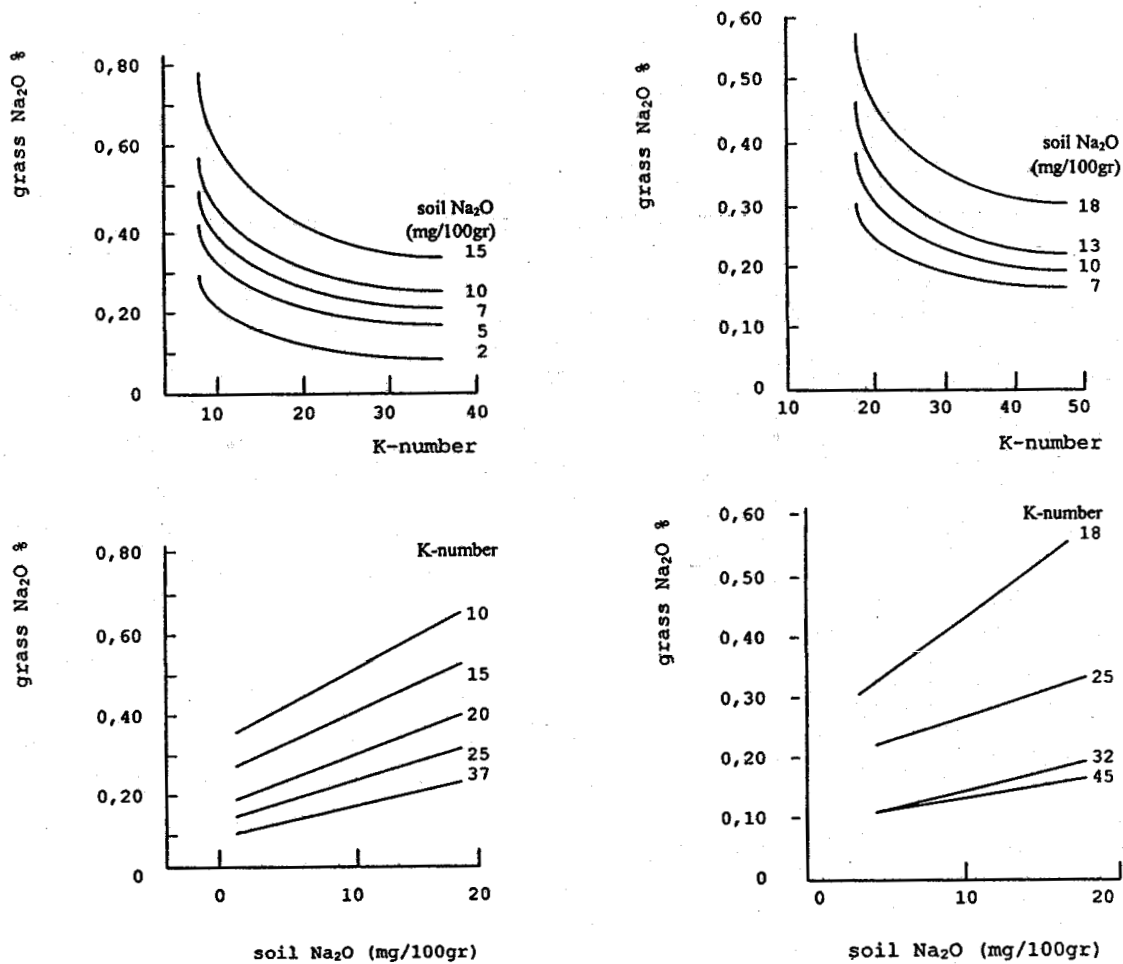 grass Na₂O %
0,80
0,60
0,40
0,20
0
soil Na₂O
(mg/100gr)
15
10
7
5
2
10 20 30 40
K-number
grass Na₂O %
0,60
0,50
0,40
0,30
0,20
0,10
0
soil Na₂O
(mg/100gr)
18
13
10
7
10 20 30 40 50
K-number
grass Na₂O %
0,80
0,60
0,40
0,20
0
K-number
10
15
20
25
37
0 10 20
soil Na₂O (mg/100gr)
grass Na₂O %
0,60
0,50
0,40
0,30
0,20
0,10
0
K-number
18
25
32
45
0 10 20
soil Na₂O (mg/100gr)